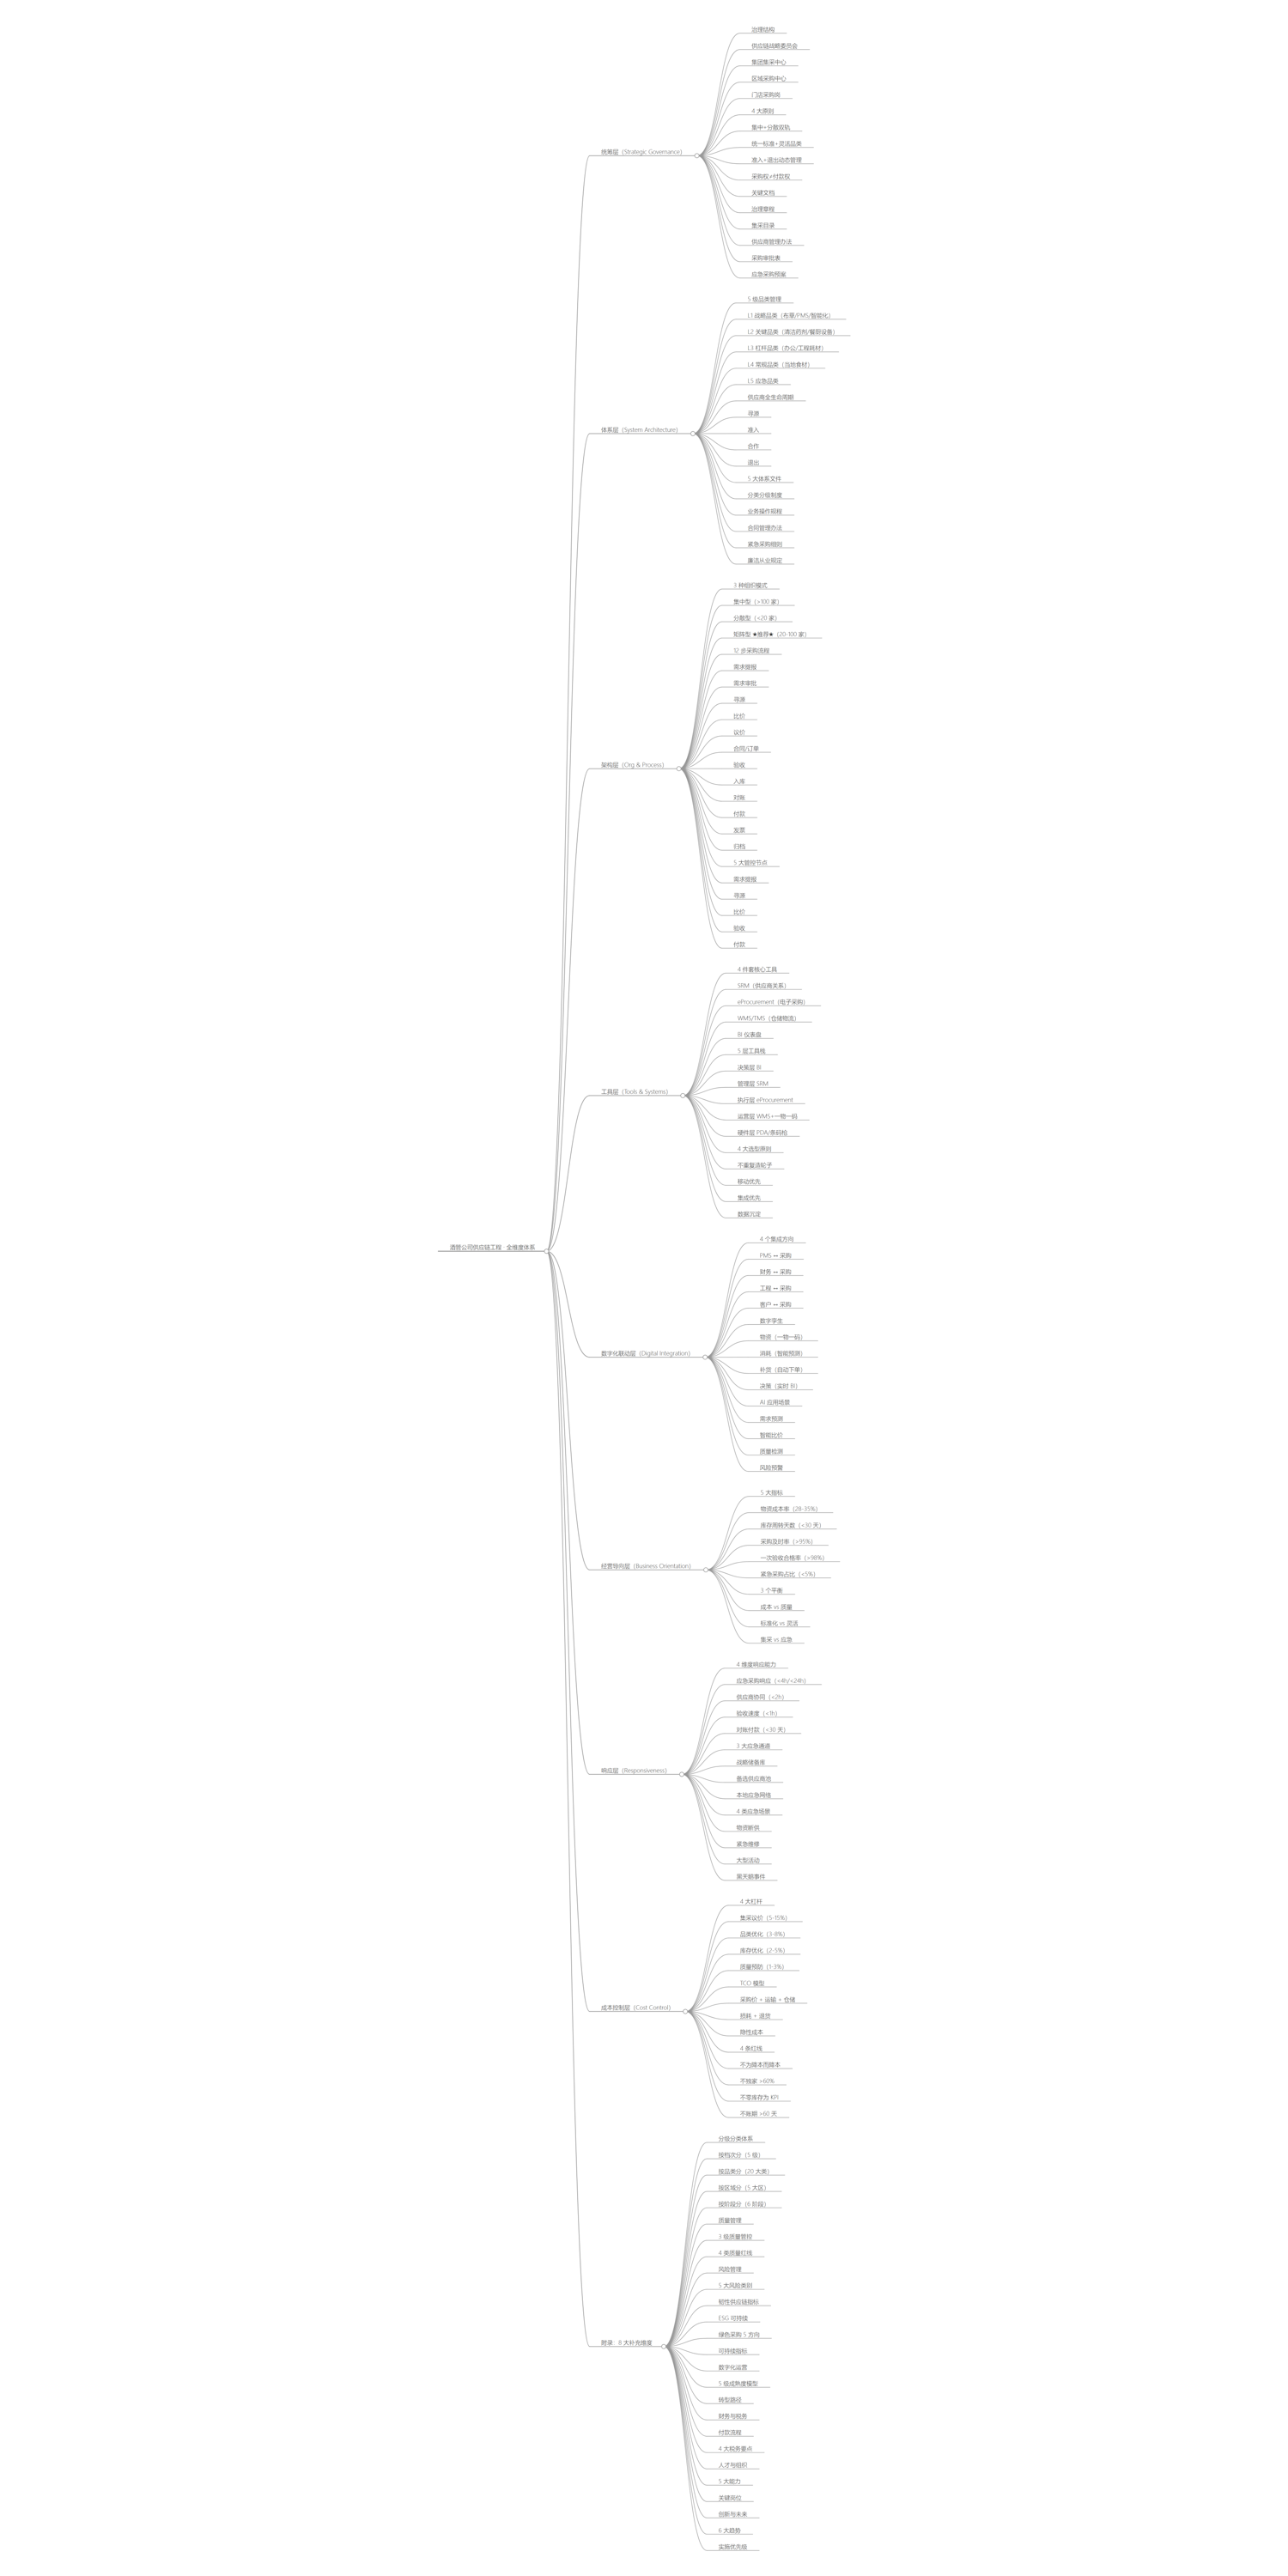 酒管公司供应链工程 · 全维度体系
统筹层（Strategic Governance）
治理结构
供应链战略委员会
集团集采中心
区域采购中心
门店采购岗
4 大原则
集中+分散双轨
统一标准+灵活品类
准入+退出动态管理
采购权≠付款权
关键文档
治理章程
集采目录
供应商管理办法
采购审批表
应急采购预案
体系层（System Architecture）
5 级品类管理
L1 战略品类（布草/PMS/智能化）
L2 关键品类（清洁药剂/餐厨设备）
L3 杠杆品类（办公/工程耗材）
L4 常规品类（当地食材）
L5 应急品类
供应商全生命周期
寻源
准入
合作
退出
5 大体系文件
分类分级制度
业务操作规程
合同管理办法
紧急采购细则
廉洁从业规定
架构层（Org & Process）
3 种组织模式
集中型（>100 家）
分散型（<20 家）
矩阵型 ★推荐★（20-100 家）
12 步采购流程
需求提报
需求审批
寻源
比价
议价
合同/订单
验收
入库
对账
付款
发票
归档
5 大管控节点
需求提报
寻源
比价
验收
付款
工具层（Tools & Systems）
4 件套核心工具
SRM（供应商关系）
eProcurement（电子采购）
WMS/TMS（仓储物流）
BI 仪表盘
5 层工具栈
决策层 BI
管理层 SRM
执行层 eProcurement
运营层 WMS+一物一码
硬件层 PDA/条码枪
4 大选型原则
不重复造轮子
移动优先
集成优先
数据沉淀
数字化联动层（Digital Integration）
4 个集成方向
PMS ↔ 采购
财务 ↔ 采购
工程 ↔ 采购
客户 ↔ 采购
数字孪生
物资（一物一码）
消耗（智能预测）
补货（自动下单）
决策（实时 BI）
AI 应用场景
需求预测
智能比价
质量检测
风险预警
经营导向层（Business Orientation）
5 大指标
物资成本率（28-35%）
库存周转天数（<30 天）
采购及时率（>95%）
一次验收合格率（>98%）
紧急采购占比（<5%）
3 个平衡
成本 vs 质量
标准化 vs 灵活
集采 vs 应急
响应层（Responsiveness）
4 维度响应能力
应急采购响应（<4h/<24h）
供应商协同（<2h）
验收速度（<1h）
对账付款（<30 天）
3 大应急通道
战略储备库
备选供应商池
本地应急网络
4 类应急场景
物资断供
紧急维修
大型活动
黑天鹅事件
成本控制层（Cost Control）
4 大杠杆
集采议价（5-15%）
品类优化（3-8%）
库存优化（2-5%）
质量预防（1-3%）
TCO 模型
采购价 + 运输 + 仓储
损耗 + 退货
隐性成本
4 条红线
不为降本而降本
不独家 >60%
不零库存为 KPI
不账期 >60 天
附录：8 大补充维度
分级分类体系
按档次分（5 级）
按品类分（20 大类）
按区域分（5 大区）
按阶段分（6 阶段）
质量管理
3 级质量管控
4 类质量红线
风险管理
5 大风险类别
韧性供应链指标
ESG 可持续
绿色采购 5 方向
可持续指标
数字化运营
5 级成熟度模型
转型路径
财务与税务
付款流程
4 大税务要点
人才与组织
5 大能力
关键岗位
创新与未来
6 大趋势
实施优先级